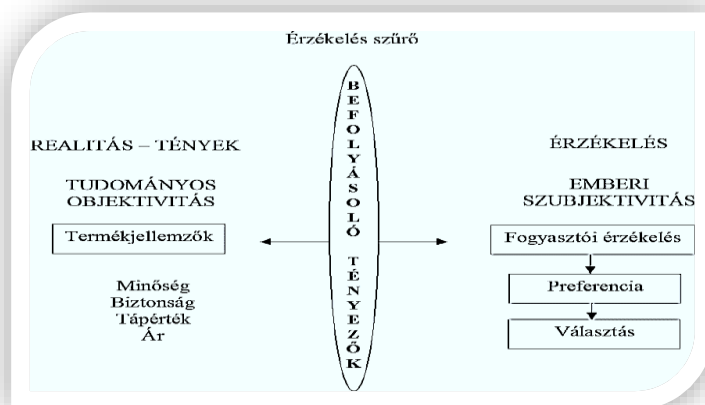 Érzékelés szűrő
REALITÁS – TÉNYEK
TUDOMÁNYOS
OBJEKTIVITÁS
Termékjellemzők
Minőség
Biztonság
Tápérték
Ár
BEFOLYÁSOLÓ TÉNYEZŐK
ÉRZÉKELÉS
EMBERI
SZUBJEKTIVITÁS
Fogyasztói érzékelés
Preferencia
Választás